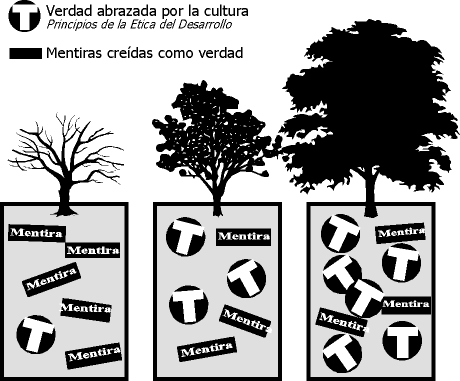 T Verdad abrazada por la cultura
Principios de la Etica del Desarrollo
Mentiras creídas como verdad
Mentira
Mentira
Mentira
Mentira
T
Mentira
T
Mentira
T
T
Mentira
Mentira
T
Mentira
T
T
T
Mentira
Mentira
T
T